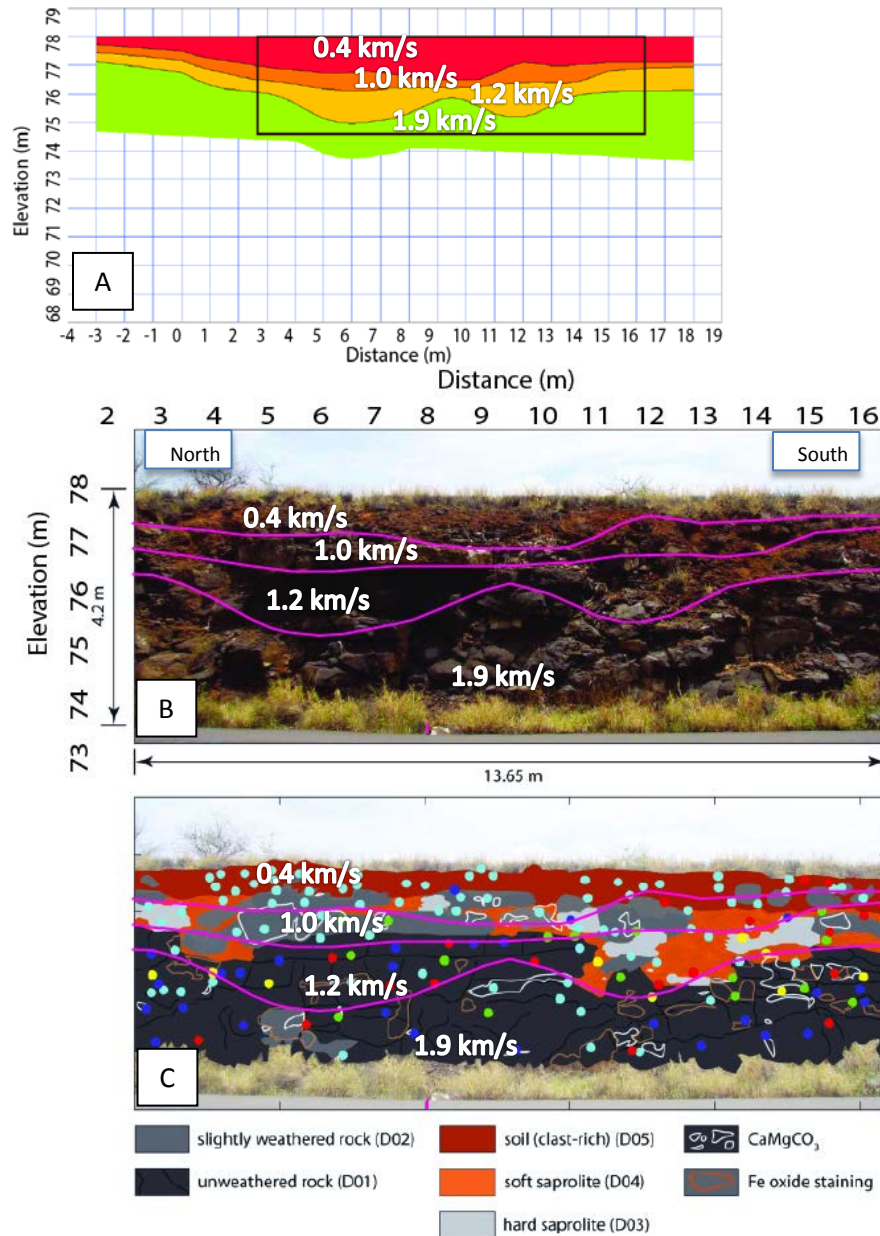 79
78
77
76
75
74
73
72
71
70
69
68
Elevation (m)
0.4 km/s
1.0 km/s
1.2 km/s
1.9 km/s
A
-4 -3 -2 -1 0 1 2 3 4 5 6 7 8 9 10 11 12 13 14 15 16 17 18 19
Distance (m)
Distance (m)
2 3 4 5 6 7 8 9 10 11 12 13 14 15 16
North
South
78
77
76
75
74
73
Elevation (m)
4.2 m
0.4 km/s
1.0 km/s
1.2 km/s
1.9 km/s
B
13.65 m
0.4 km/s
1.0 km/s
1.2 km/s
1.9 km/s
C
slightly weathered rock (D02)
soil (clast-rich) (D05)
CaMgCO₃
unweathered rock (D01)
soft saprolite (D04)
Fe oxide staining
hard saprolite (D03)